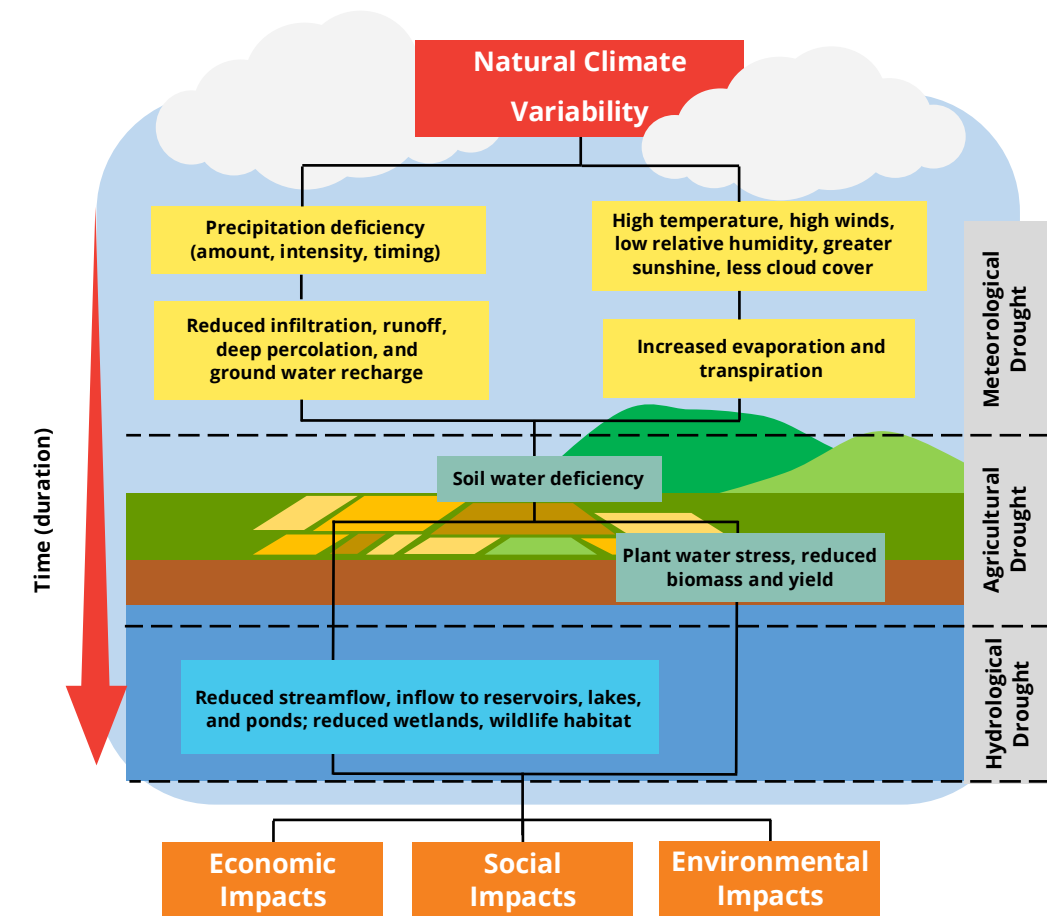 Natural Climate
Variability
Precipitation deficiency
(amount, intensity, timing)
High temperature, high winds,
low relative humidity, greater
sunshine, less cloud cover
Reduced infiltration, runoff,
deep percolation, and
ground water recharge
Increased evaporation and
transpiration
Meteorological
Drought
Time (duration)
Soil water deficiency
Plant water stress, reduced
biomass and yield
Agricultural
Drought
Reduced streamflow, inflow to reservoirs, lakes,
and ponds; reduced wetlands, wildlife habitat
Hydrological
Drought
Economic
Impacts
Social
Impacts
Environmental
Impacts